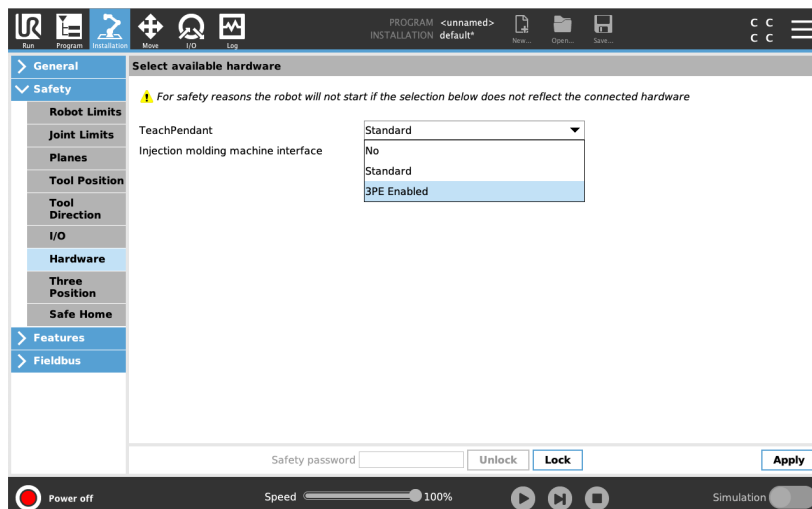 UR
Run
Program
Installation
Move
I/O
Log
PROGRAM <unnamed>
INSTALLATION default*
New...
Open...
Save...
C C
C C
General
Safety
Robot Limits
Joint Limits
Planes
Tool Position
Tool
Direction
I/O
Hardware
Three
Position
Safe Home
Features
Fieldbus
Select available hardware
For safety reasons the robot will not start if the selection below does not reflect the connected hardware
TeachPendant
Standard
Injection molding machine interface
No
Standard
3PE Enabled
Safety password
Unlock
Lock
Apply
Power off
Speed
100%
Simulation